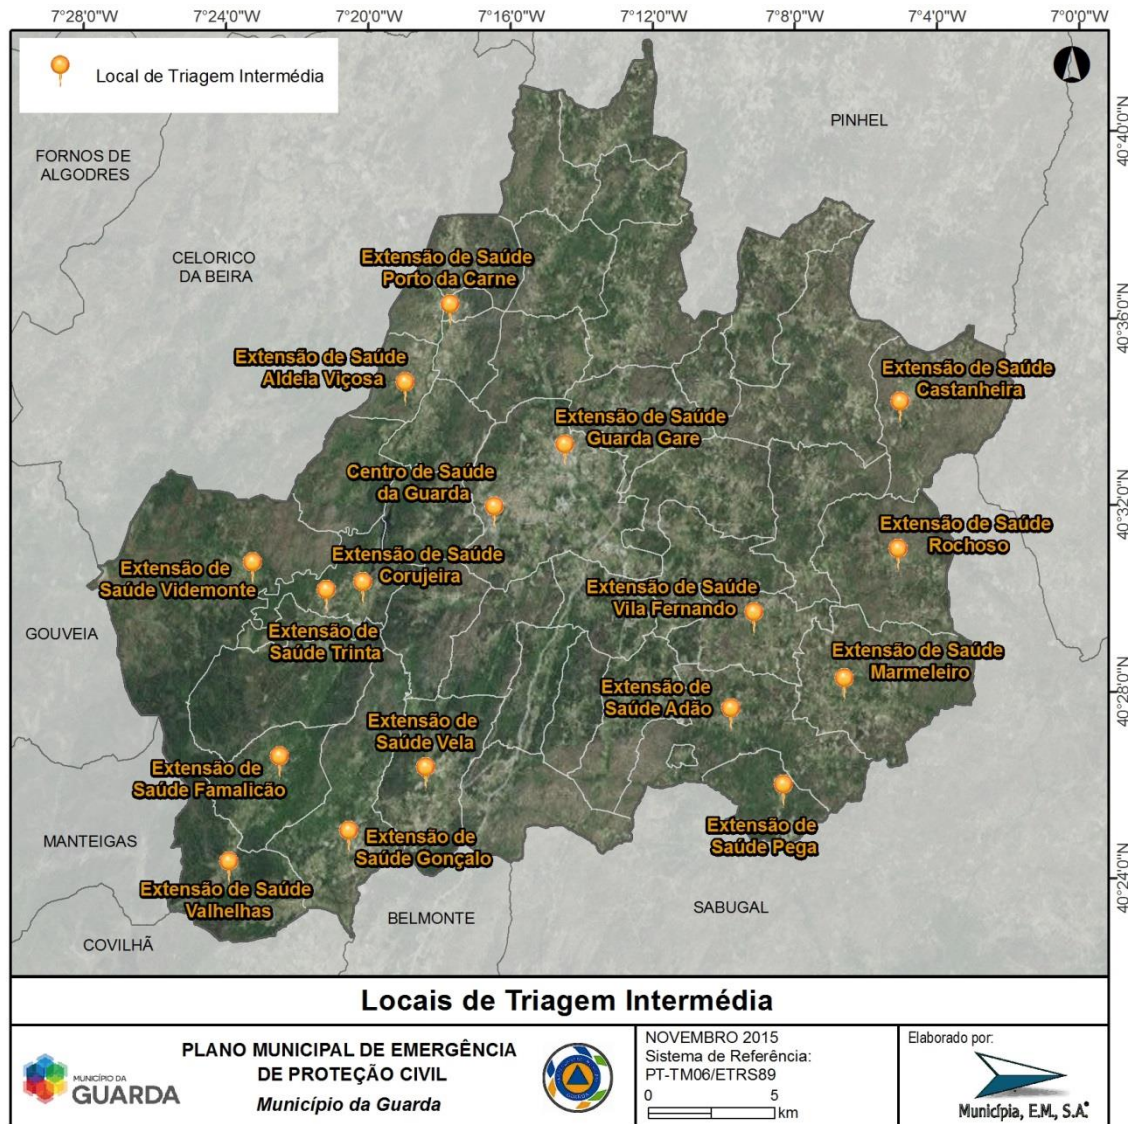 7°28'0"W
7°24'0"W
7°20'0"W
7°16'0"W
7°12'0"W
7°8'0"W
7°4'0"W
7°0'0"W
Local de Triagem Intermédia
PINHEL
40°40'0"N
FORNOS DE
ALGODRES
CELORICO
DA BEIRA
Extensão de Saúde
Porto da Carne
40°36'0"N
Extensão de Saúde
Aldeia Viçosa
Extensão de Saúde
Castanheira
Extensão de Saúde
Guarda Gare
Centro de Saúde
da Guarda
40°32'0"N
Extensão de Saúde
Rochoso
Extensão de Saúde
Corujeira
Extensão de
Saúde Videmonte
Extensão de Saúde
Vila Fernando
GOUVEIA
Extensão de
Saúde Trinta
Extensão de Saúde
Marmeleiro
Extensão de
Saúde Adão
40°28'0"N
Extensão de
Saúde Vela
Extensão de
Saúde Famalicão
Extensão de
Saúde Pega
MANTEIGAS
Extensão de
Saúde Gonçalo
40°24'0"N
Extensão de Saúde
Valhelhas
BELMONTE
SABUGAL
COVILHÃ
Locais de Triagem Intermédia
MUNICÍPIO DA
GUARDA
PLANO MUNICIPAL DE EMERGÊNCIA
DE PROTEÇÃO CIVIL
Município da Guarda
NOVEMBRO 2015
Sistema de Referência:
PT-TM06/ETRS89
0 5
km
Elaborado por:
Municípia, E.M., S.A.